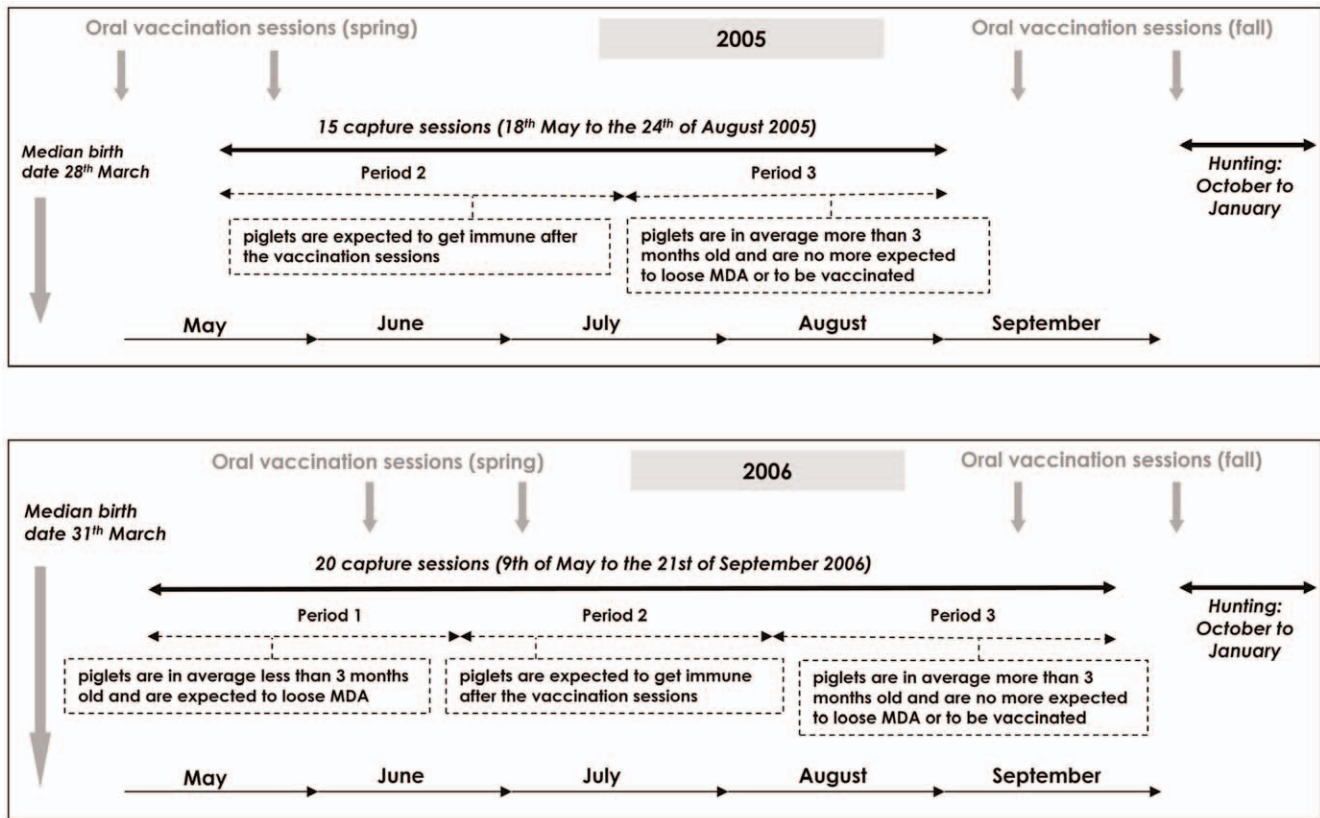 Oral vaccination sessions (spring)
2005
Oral vaccination sessions (fall)
15 capture sessions (18th May to the 24th of August 2005)
Median birth
date 28th March
Period 2
Period 3
Hunting:
October to
January
piglets are expected to get immune after
the vaccination sessions
piglets are in average more than 3
months old and are no more expected
to loose MDA or to be vaccinated
May
June
July
August
September
Oral vaccination sessions (spring)
2006
Oral vaccination sessions (fall)
Median birth
date 31th March
20 capture sessions (9th of May to the 21st of September 2006)
Period 1
Period 2
Period 3
Hunting:
October to
January
piglets are in average less than 3 months
old and are expected to loose MDA
piglets are expected to get immune
after the vaccination sessions
piglets are in average more than 3
months old and are no more expected
to loose MDA or to be vaccinated
May
June
July
August
September